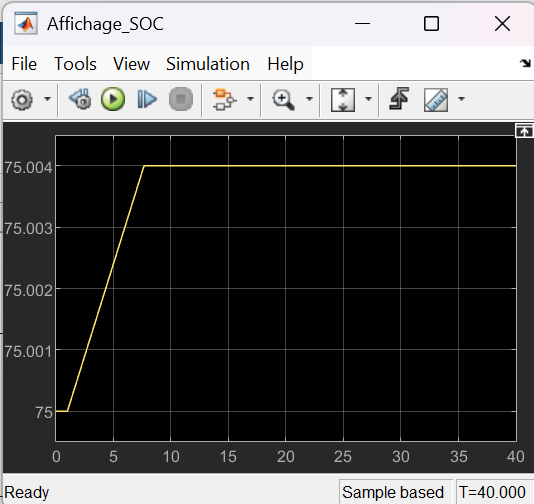 Affichage_SOC
File Tools View Simulation Help
75.004
75.003
75.002
75.001
75
0 5 10 15 20 25 30 35 40
Ready Sample based T=40.000